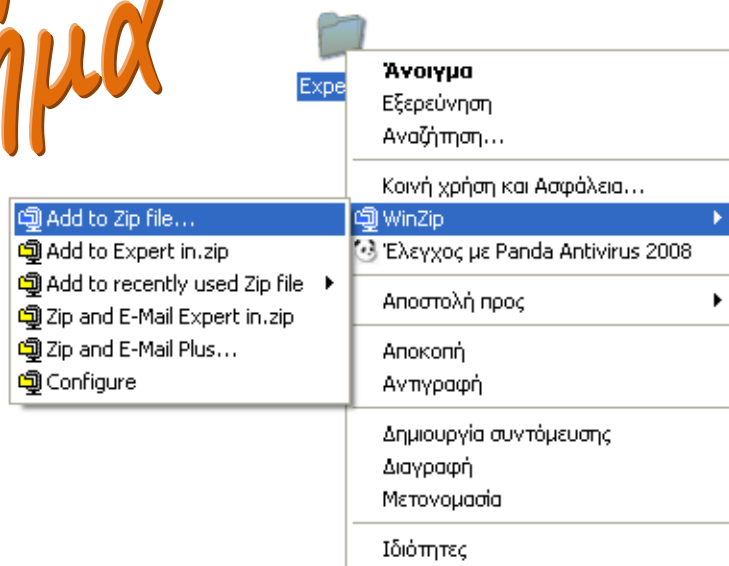 ήμα
Expe
Άνοιγμα
Εξερεύνηση
Αναζήτηση...
Κοινή χρήση και Ασφάλεια...
WinZip
Έλεγχος με Panda Antivirus 2008
Αποστολή προς
Αποκοπή
Αντιγραφή
Δημιουργία συντόμευσης
Διαγραφή
Μετονομασία
Ιδιότητες
Add to Zip file...
Add to Expert in.zip
Add to recently used Zip file
Zip and E-Mail Expert in.zip
Zip and E-Mail Plus...
Configure